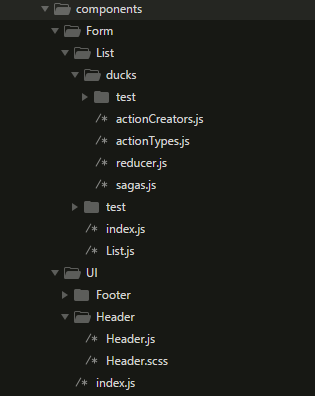 components
Form
List
ducks
test
/* actionCreators.js
/* actionTypes.js
/* reducer.js
/* sagas.js
test
/* index.js
/* List.js
UI
Footer
Header
/* Header.js
/* Header.scss
/* index.js